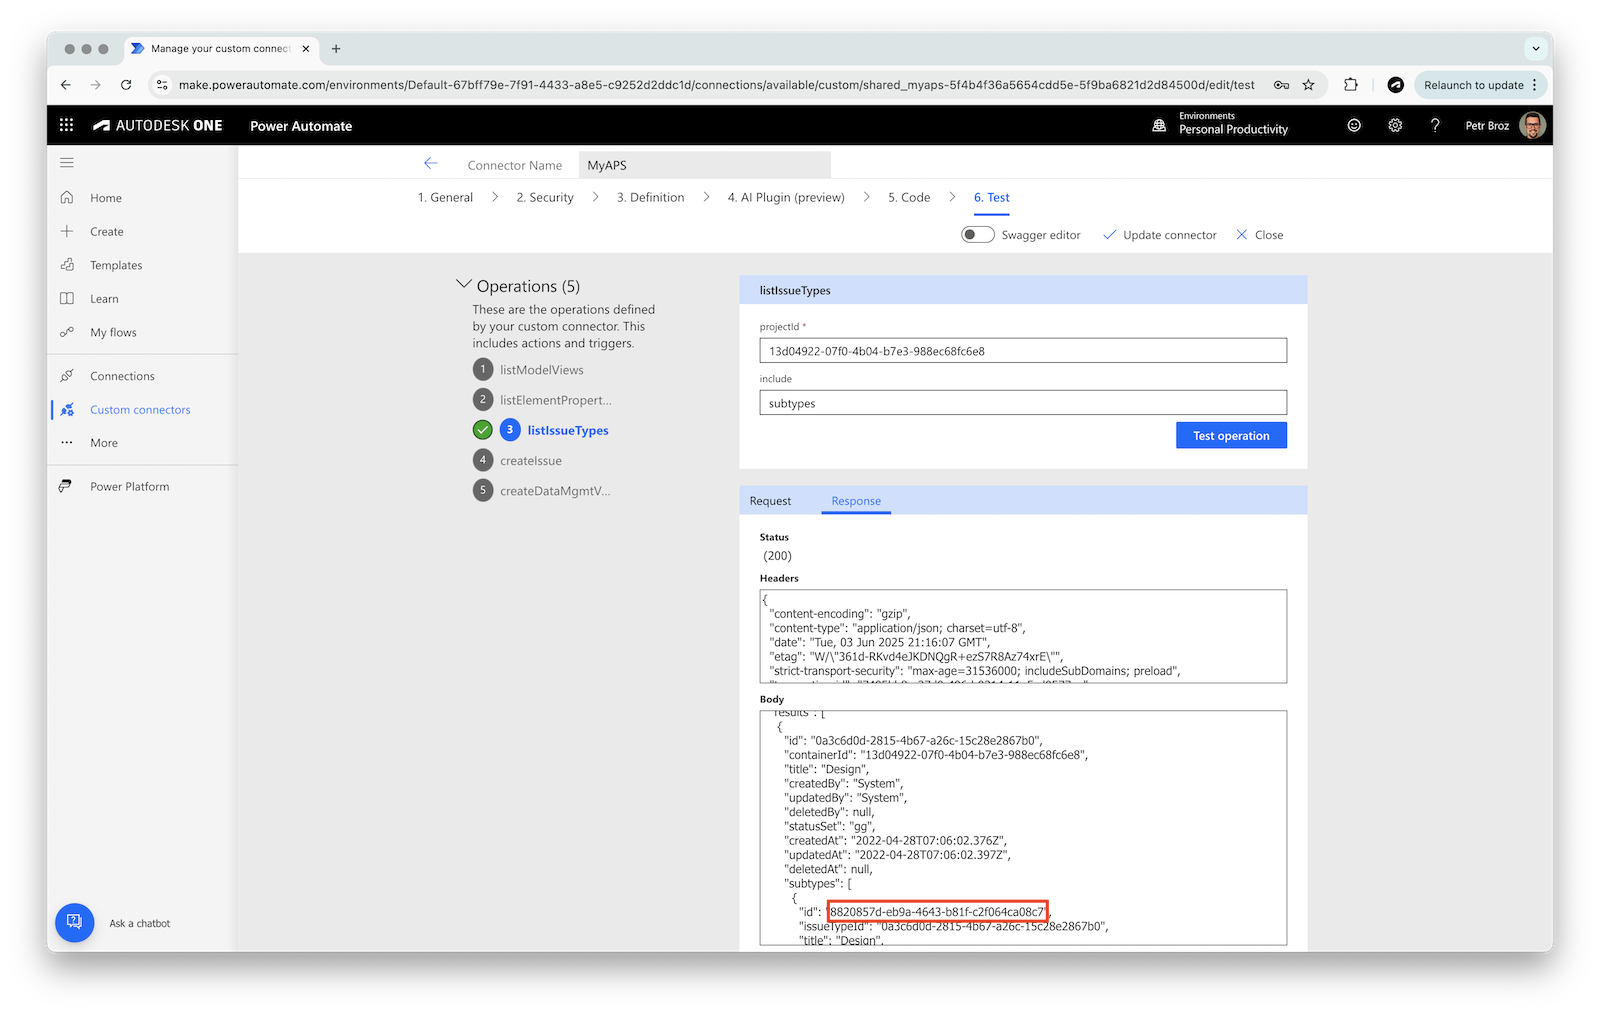 Manage your custom connect
make.powerautomate.com/environments/Default-67bff79e-7f91-4433-a8e5-c9252d2ddc1d/connections/available/custom/shared_myaps-5f4b4f36a5654cdd5e-5f9ba6821d2d84500d/edit/test
Relaunch to update
AUTODESK ONE
Power Automate
Environments
Personal Productivity
?
Petr Broz
Connector Name
MyAPS
Home
Create
Templates
Learn
My flows
Connections
Custom connectors
More
Power Platform
Ask a chatbot
1. General
2. Security
3. Definition
4. AI Plugin (preview)
5. Code
6. Test
Swagger editor
Update connector
Close
Operations (5)
These are the operations defined
by your custom connector. This
includes actions and triggers.
1 listModelViews
2 listElementPropert...
3 listIssueTypes
4 createIssue
5 createDataMgmtV...
listIssueTypes
projectId *
13d04922-07f0-4b04-b7e3-988ec68fc6e8
include
subtypes
Test operation
Request
Response
Status
(200)
Headers
{
"content-encoding": "gzip",
"content-type": "application/json; charset=utf-8",
"date": "Tue, 03 Jun 2025 21:16:07 GMT",
"etag": "W/\"361d-RKvd4eJKDNQgR+ezS7R8Az74xrE\"",
"strict-transport-security": "max-age=31536000; includeSubDomains; preload",
Body
"results": [
{
"id": "0a3c6d0d-2815-4b67-a26c-15c28e2867b0",
"containerId": "13d04922-07f0-4b04-b7e3-988ec68fc6e8",
"title": "Design",
"createdBy": "System",
"updatedBy": "System",
"deletedBy": null,
"statusSet": "gg",
"createdAt": "2022-04-28T07:06:02.376Z",
"updatedAt": "2022-04-28T07:06:02.397Z",
"deletedAt": null,
"subtypes": [
{
"id": "8820857d-eb9a-4643-b81f-c2f064ca08c7",
"issueTypeId": "0a3c6d0d-2815-4b67-a26c-15c28e2867b0",
"title": "Design",